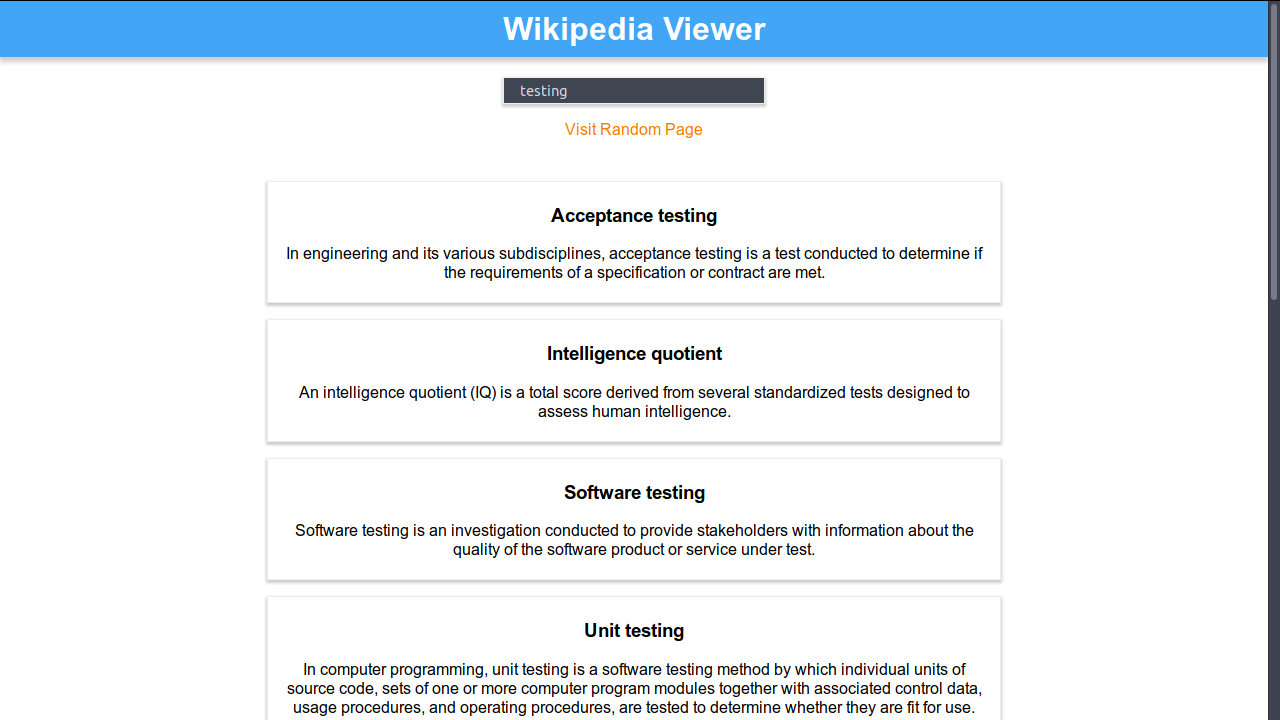 Wikipedia Viewer
testing
Visit Random Page
Acceptance testing
In engineering and its various subdisciplines, acceptance testing is a test conducted to determine if
the requirements of a specification or contract are met.
Intelligence quotient
An intelligence quotient (IQ) is a total score derived from several standardized tests designed to
assess human intelligence.
Software testing
Software testing is an investigation conducted to provide stakeholders with information about the
quality of the software product or service under test.
Unit testing
In computer programming, unit testing is a software testing method by which individual units of
source code, sets of one or more computer program modules together with associated control data,
usage procedures, and operating procedures, are tested to determine whether they are fit for use.